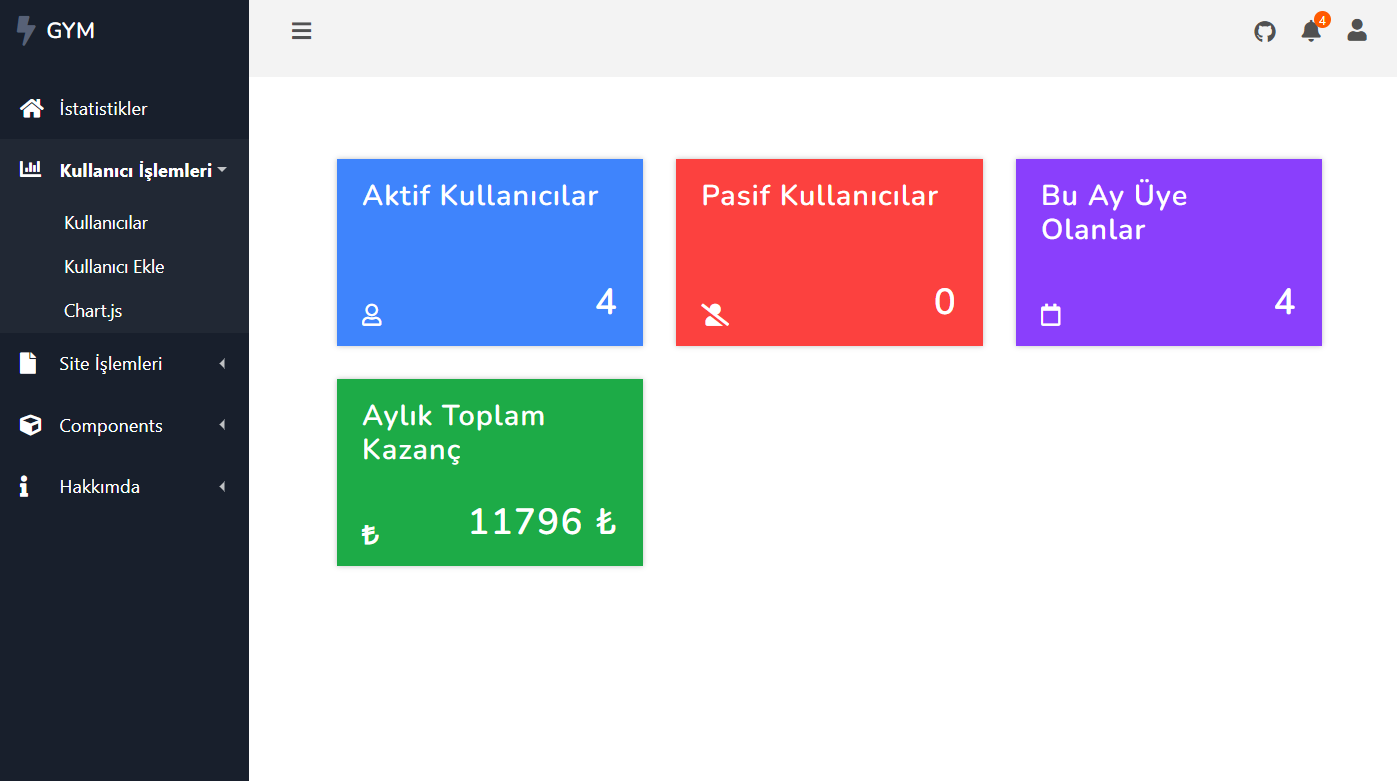 GYM
4
İstatistikler
Kullanıcı İşlemleri
Kullanıcılar
Kullanıcı Ekle
Chart.js
Site İşlemleri
Components
Hakkımda
Aktif Kullanıcılar
4
Pasif Kullanıcılar
0
Bu Ay Üye
Olanlar
4
Aylık Toplam
Kazanç
₺
11796 ₺